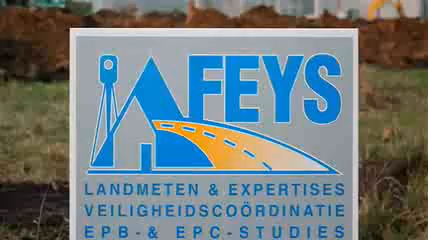 FEYS
LANDMETEN & EXPERTISES
VEILIGHEIDSCOÖRDINATIE
EPB- & EPC-STUDIES